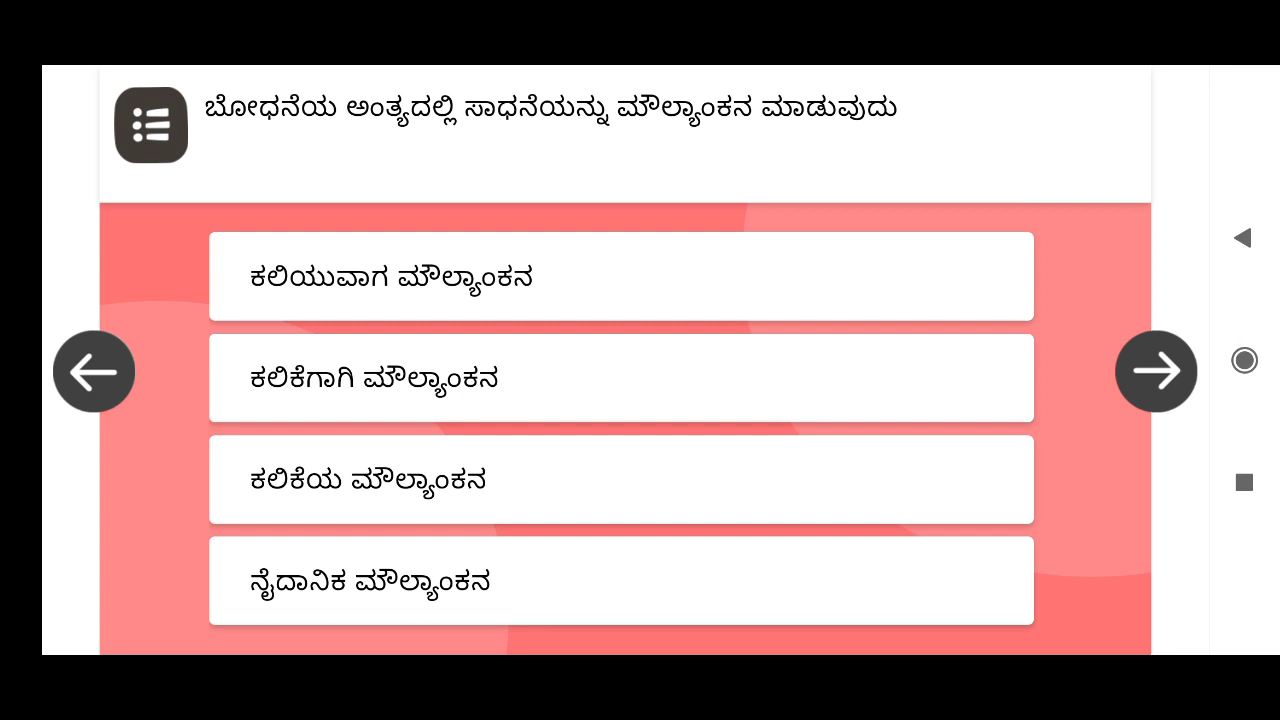 ಬೋಧನೆಯ ಅಂತ್ಯದಲ್ಲಿ ಸಾಧನೆಯನ್ನು ಮೌಲ್ಯಾಂಕನ ಮಾಡುವುದು
ಕಲಿಯುವಾಗ ಮೌಲ್ಯಾಂಕನ
ಕಲಿಕೆಗಾಗಿ ಮೌಲ್ಯಾಂಕನ
ಕಲಿಕೆಯ ಮೌಲ್ಯಾಂಕನ
ನೈದಾನಿಕ ಮೌಲ್ಯಾಂಕನ